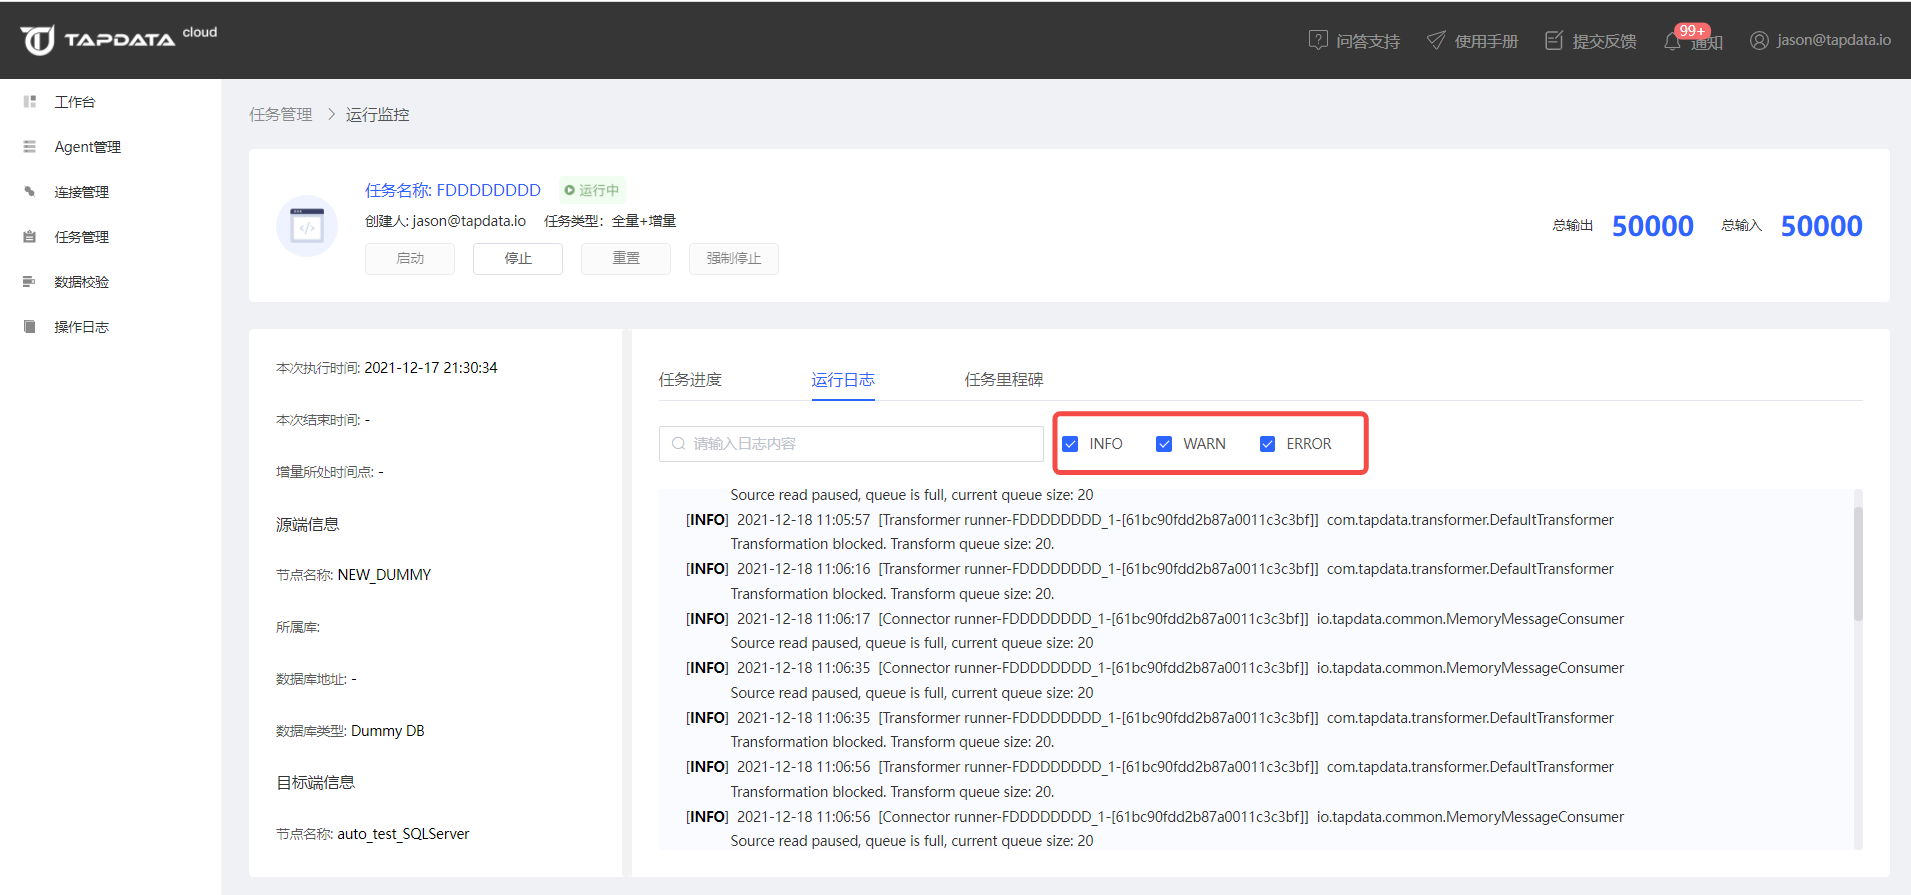 TAPDATA cloud
问答支持
使用手册
提交反馈
99+
通知
jason@tapdata.io
工作台
Agent管理
连接管理
任务管理
数据校验
操作日志
任务管理 > 运行监控
任务名称: FDDDDDDDD 运行中
创建人: jason@tapdata.io 任务类型: 全量+增量
启动 停止 重置 强制停止
总输出 50000 总输入 50000
本次执行时间: 2021-12-17 21:30:34
本次结束时间: -
增量所处时间点: -
源端信息
节点名称: NEW_DUMMY
所属库:
数据库地址: -
数据库类型: Dummy DB
目标端信息
节点名称: auto_test_SQLServer
任务进度 运行日志 任务里程碑
请输入日志内容 INFO WARN ERROR
Source read paused, queue is full, current queue size: 20
[INFO] 2021-12-18 11:05:57 [Transformer runner-FDDDDDDDD_1-[61bc90fdd2b87a0011c3c3bf]] com.tapdata.transformer.DefaultTransformer
Transformation blocked. Transform queue size: 20.
[INFO] 2021-12-18 11:06:16 [Transformer runner-FDDDDDDDD_1-[61bc90fdd2b87a0011c3c3bf]] com.tapdata.transformer.DefaultTransformer
Transformation blocked. Transform queue size: 20.
[INFO] 2021-12-18 11:06:17 [Connector runner-FDDDDDDDD_1-[61bc90fdd2b87a0011c3c3bf]] io.tapdata.common.MemoryMessageConsumer
Source read paused, queue is full, current queue size: 20
[INFO] 2021-12-18 11:06:35 [Connector runner-FDDDDDDDD_1-[61bc90fdd2b87a0011c3c3bf]] io.tapdata.common.MemoryMessageConsumer
Source read paused, queue is full, current queue size: 20
[INFO] 2021-12-18 11:06:35 [Transformer runner-FDDDDDDDD_1-[61bc90fdd2b87a0011c3c3bf]] com.tapdata.transformer.DefaultTransformer
Transformation blocked. Transform queue size: 20.
[INFO] 2021-12-18 11:06:56 [Transformer runner-FDDDDDDDD_1-[61bc90fdd2b87a0011c3c3bf]] com.tapdata.transformer.DefaultTransformer
Transformation blocked. Transform queue size: 20.
[INFO] 2021-12-18 11:06:56 [Connector runner-FDDDDDDDD_1-[61bc90fdd2b87a0011c3c3bf]] io.tapdata.common.MemoryMessageConsumer
Source read paused, queue is full, current queue size: 20